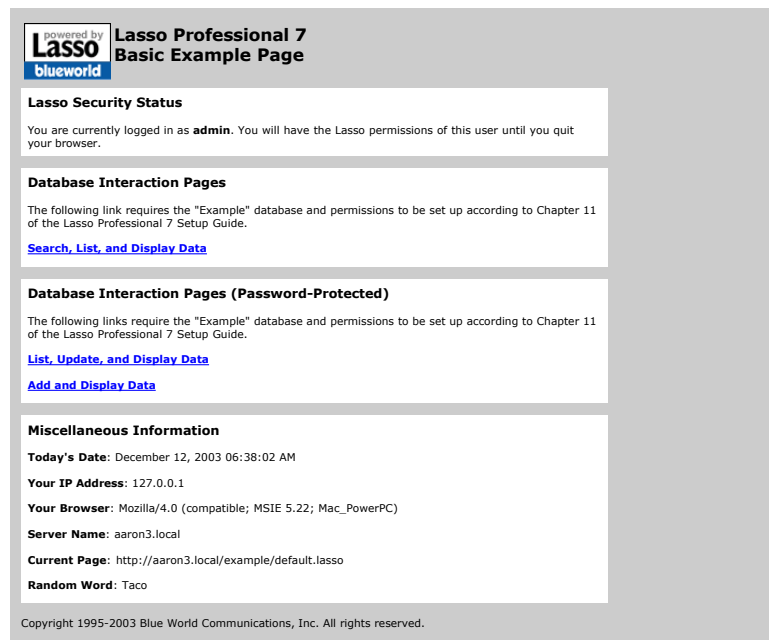 powered by
Lasso
blueworld
Lasso Professional 7
Basic Example Page
Lasso Security Status
You are currently logged in as admin. You will have the Lasso permissions of this user until you quit
your browser.
Database Interaction Pages
The following link requires the "Example" database and permissions to be set up according to Chapter 11
of the Lasso Professional 7 Setup Guide.
Search, List, and Display Data
Database Interaction Pages (Password-Protected)
The following links require the "Example" database and permissions to be set up according to Chapter 11
of the Lasso Professional 7 Setup Guide.
List, Update, and Display Data
Add and Display Data
Miscellaneous Information
Today's Date: December 12, 2003 06:38:02 AM
Your IP Address: 127.0.0.1
Your Browser: Mozilla/4.0 (compatible; MSIE 5.22; Mac_PowerPC)
Server Name: aaron3.local
Current Page: http://aaron3.local/example/default.lasso
Random Word: Taco
Copyright 1995-2003 Blue World Communications, Inc. All rights reserved.